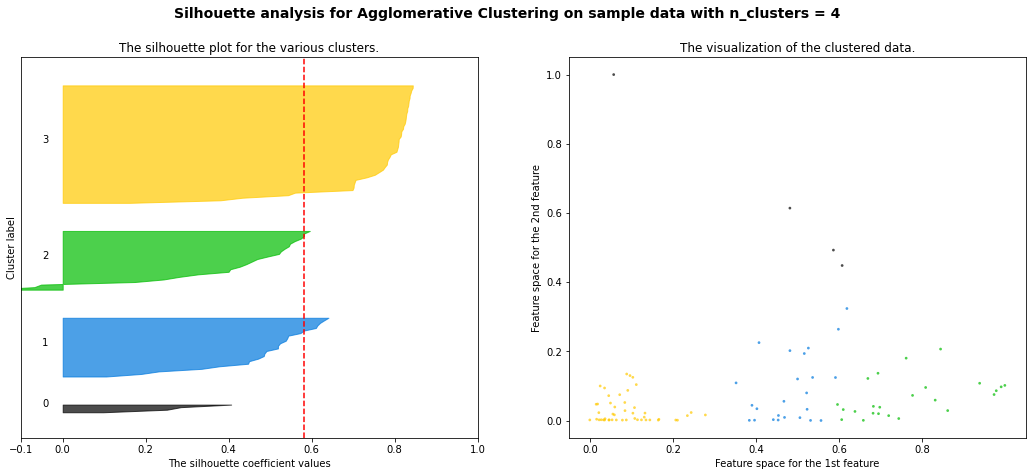 Silhouette analysis for Agglomerative Clustering on sample data with n_clusters = 4
The silhouette plot for the various clusters.
3
2
1
0
Cluster label
−0.1 0.0 0.2 0.4 0.6 0.8 1.0
The silhouette coefficient values
The visualization of the clustered data.
1.0
0.8
0.6
0.4
0.2
0.0
Feature space for the 2nd feature
0.0 0.2 0.4 0.6 0.8
Feature space for the 1st feature